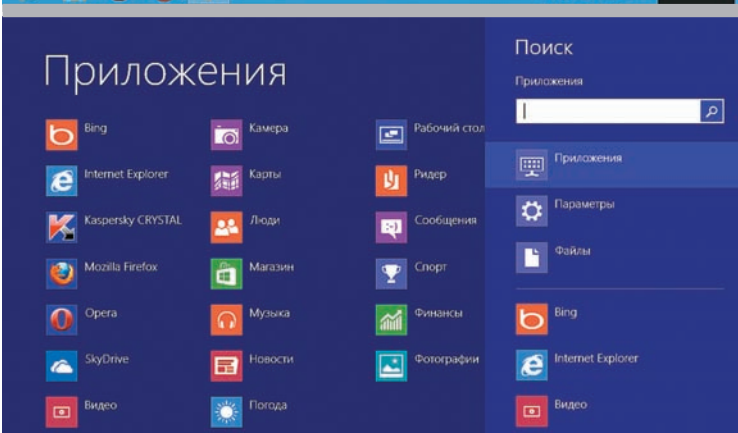 Приложения
Bing
Internet Explorer
Kaspersky CRYSTAL
Mozilla Firefox
Opera
SkyDrive
Видео
Камера
Карты
Люди
Магазин
Музыка
Новости
Погода
Рабочий стол
Ридер
Сообщения
Спорт
Финансы
Фотографии
Поиск
Приложения
Приложения
Параметры
Файлы
Bing
Internet Explorer
Видео